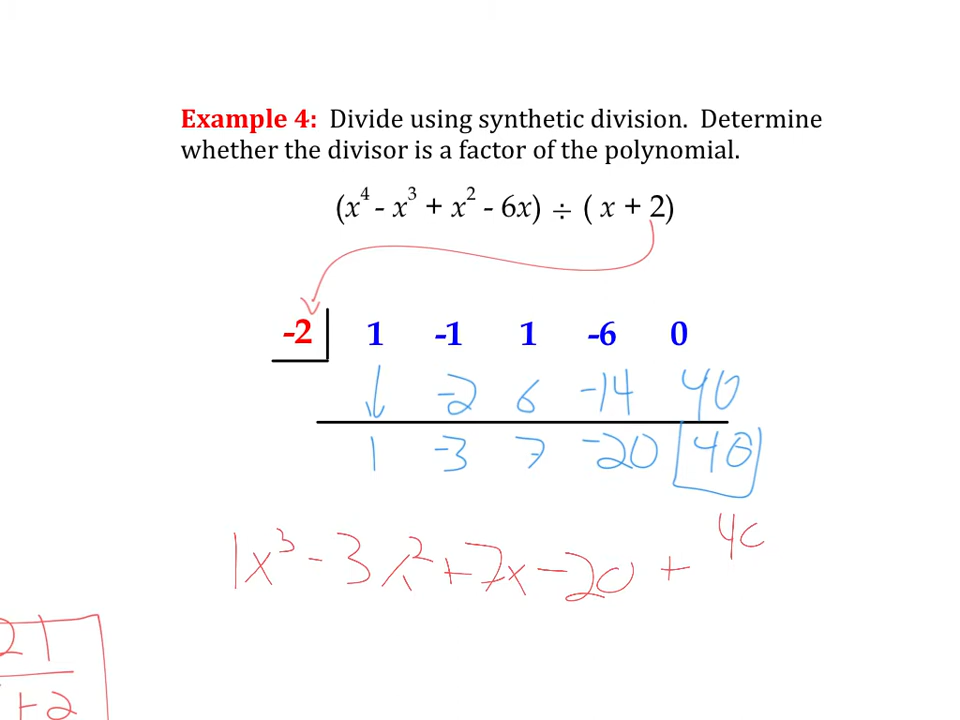 Example 4: Divide using synthetic division. Determine
whether the divisor is a factor of the polynomial.
(x⁴ - x³ + x² - 6x) ÷ ( x + 2)
-2 1 -1 1 -6 0
↓ -2 6 -14 40
1 -3 7 -20 40
1x³ - 3x² + 7x - 20 + 40
21
+2